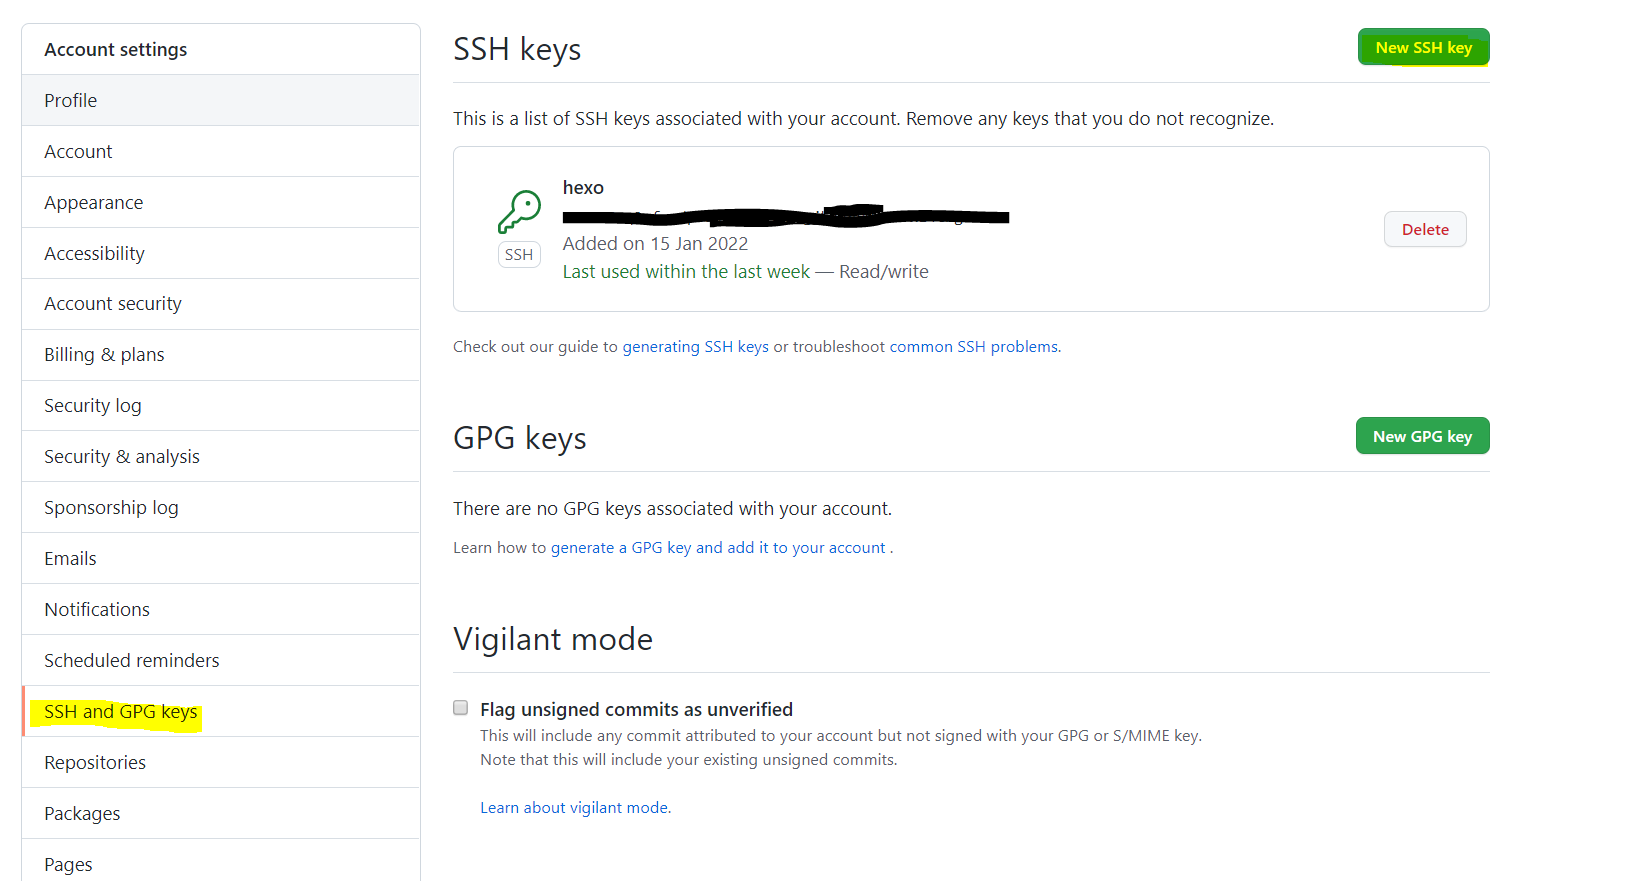 Account settings
Profile
Account
Appearance
Accessibility
Account security
Billing & plans
Security log
Security & analysis
Sponsorship log
Emails
Notifications
Scheduled reminders
SSH and GPG keys
Repositories
Packages
Pages
SSH keys
New SSH key
This is a list of SSH keys associated with your account. Remove any keys that you do not recognize.
hexo
SSH
Added on 15 Jan 2022
Last used within the last week — Read/write
Delete
Check out our guide to generating SSH keys or troubleshoot common SSH problems.
GPG keys
New GPG key
There are no GPG keys associated with your account.
Learn how to generate a GPG key and add it to your account .
Vigilant mode
Flag unsigned commits as unverified
This will include any commit attributed to your account but not signed with your GPG or S/MIME key.
Note that this will include your existing unsigned commits.
Learn about vigilant mode.